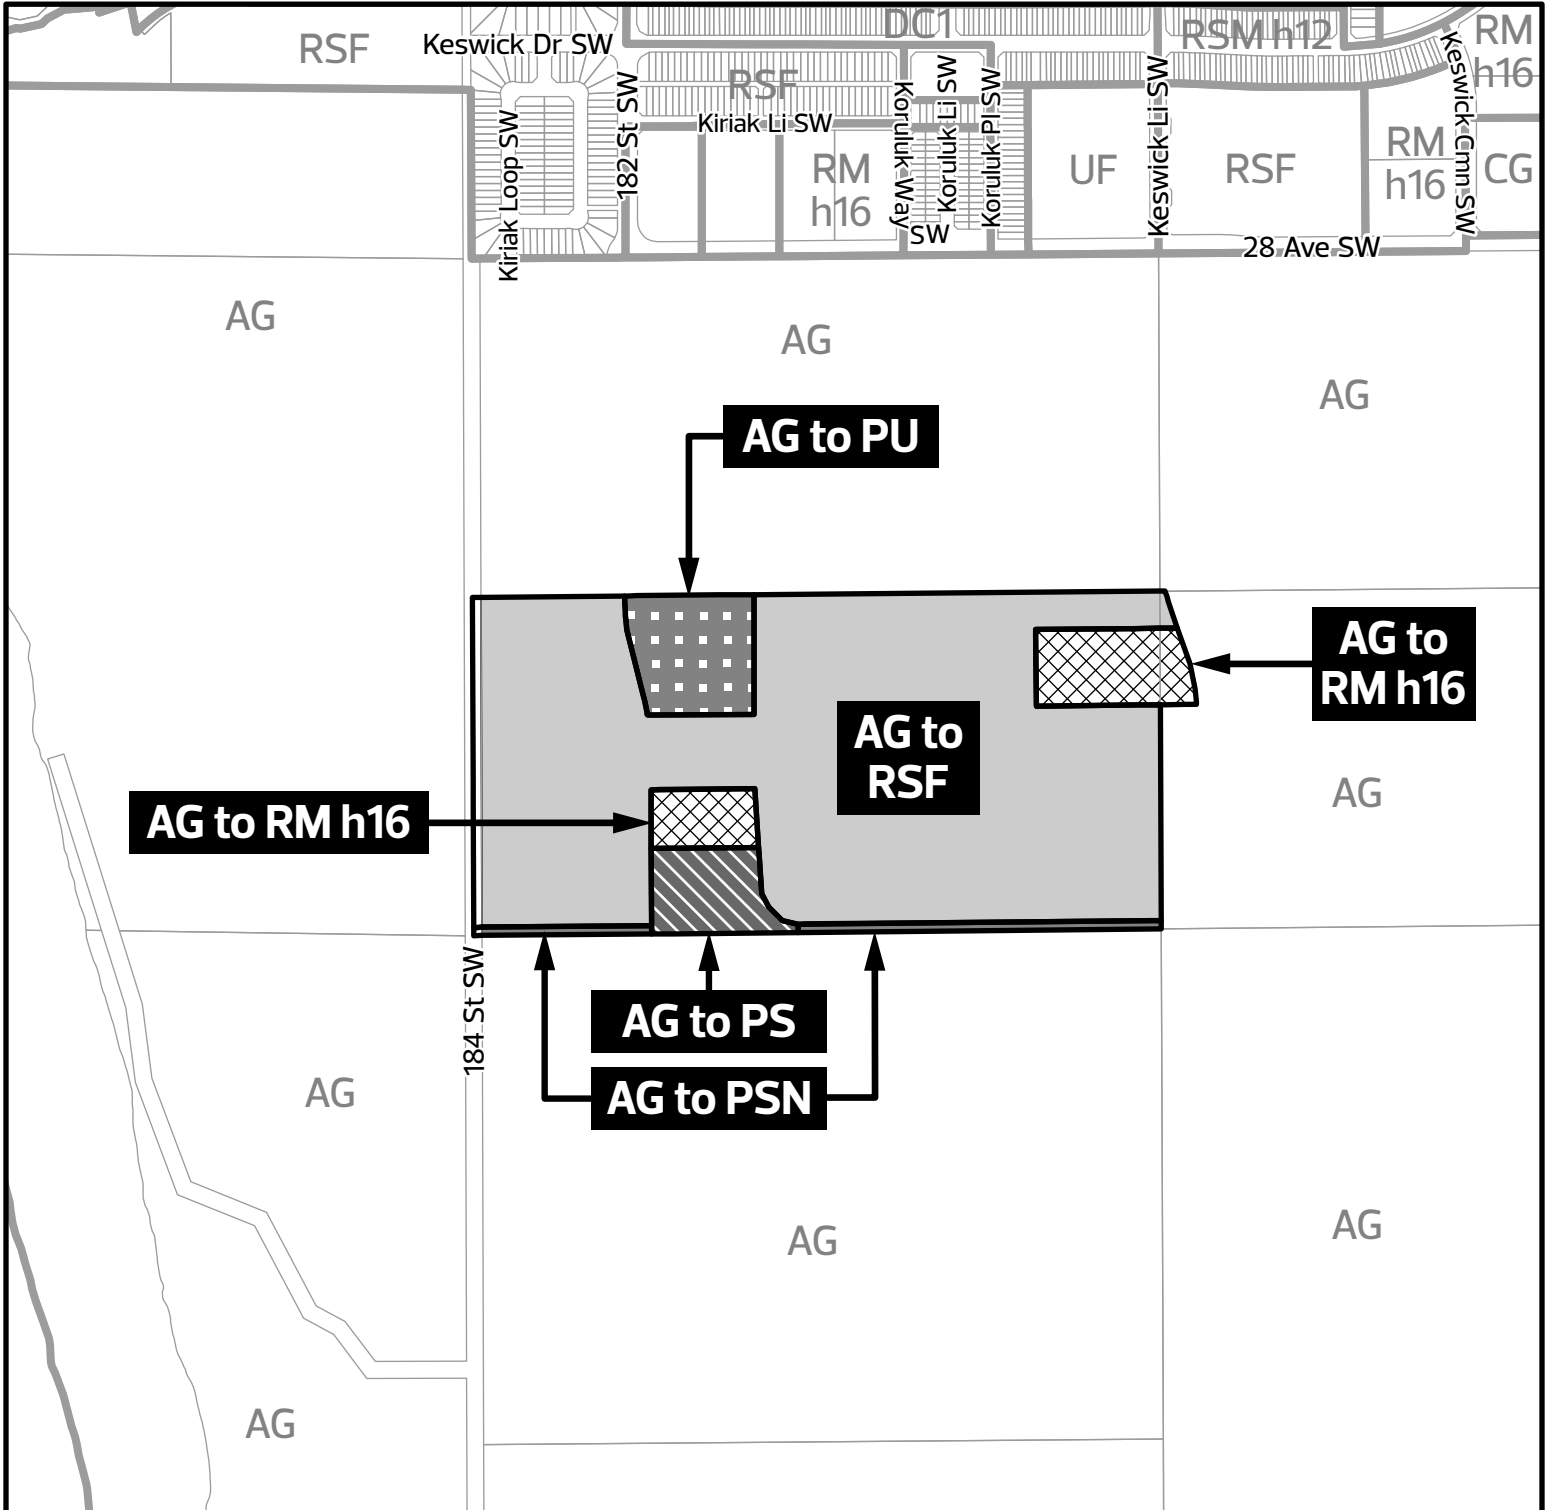 DC1
RSF
Keswick Dr SW
RSM h12
RM
h16
RSF
Kiriak Li SW
Kiriak Loop SW
182 St SW
Koruluk Way
SW
Koruluk Li SW
Koruluk Pl SW
Keswick Li SW
Keswick Cmn SW
RM
h16
UF
RSF
RM
h16
CG
28 Ave SW
AG
AG
AG
AG to PU
AG to
RM h16
AG to
RSF
AG
AG to RM h16
184 St SW
AG to PS
AG to PSN
AG
AG
AG
AG